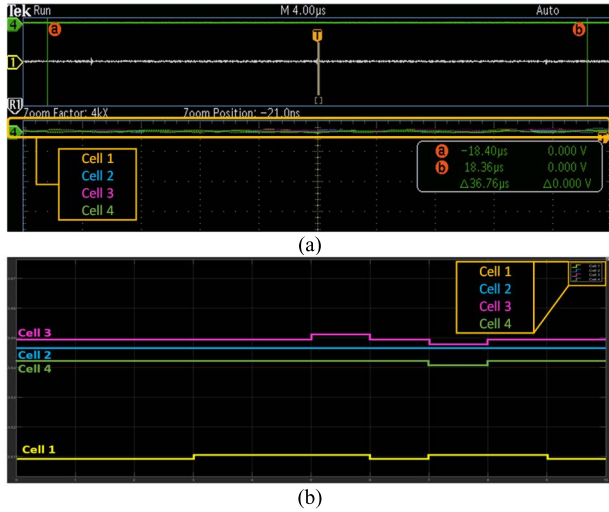 Tek Run M 4.00µs Auto
4 a b
T
1
R1
Zoom Factor: 4kX Zoom Position: -21.0ns
4
Cell 1
Cell 2
Cell 3
Cell 4
a -18.40µs 0.000 V
b 18.36µs 0.000 V
Δ36.76µs Δ0.000 V
(a)
Cell 1
Cell 2
Cell 3
Cell 4
Cell 3
Cell 2
Cell 4
Cell 1
(b)